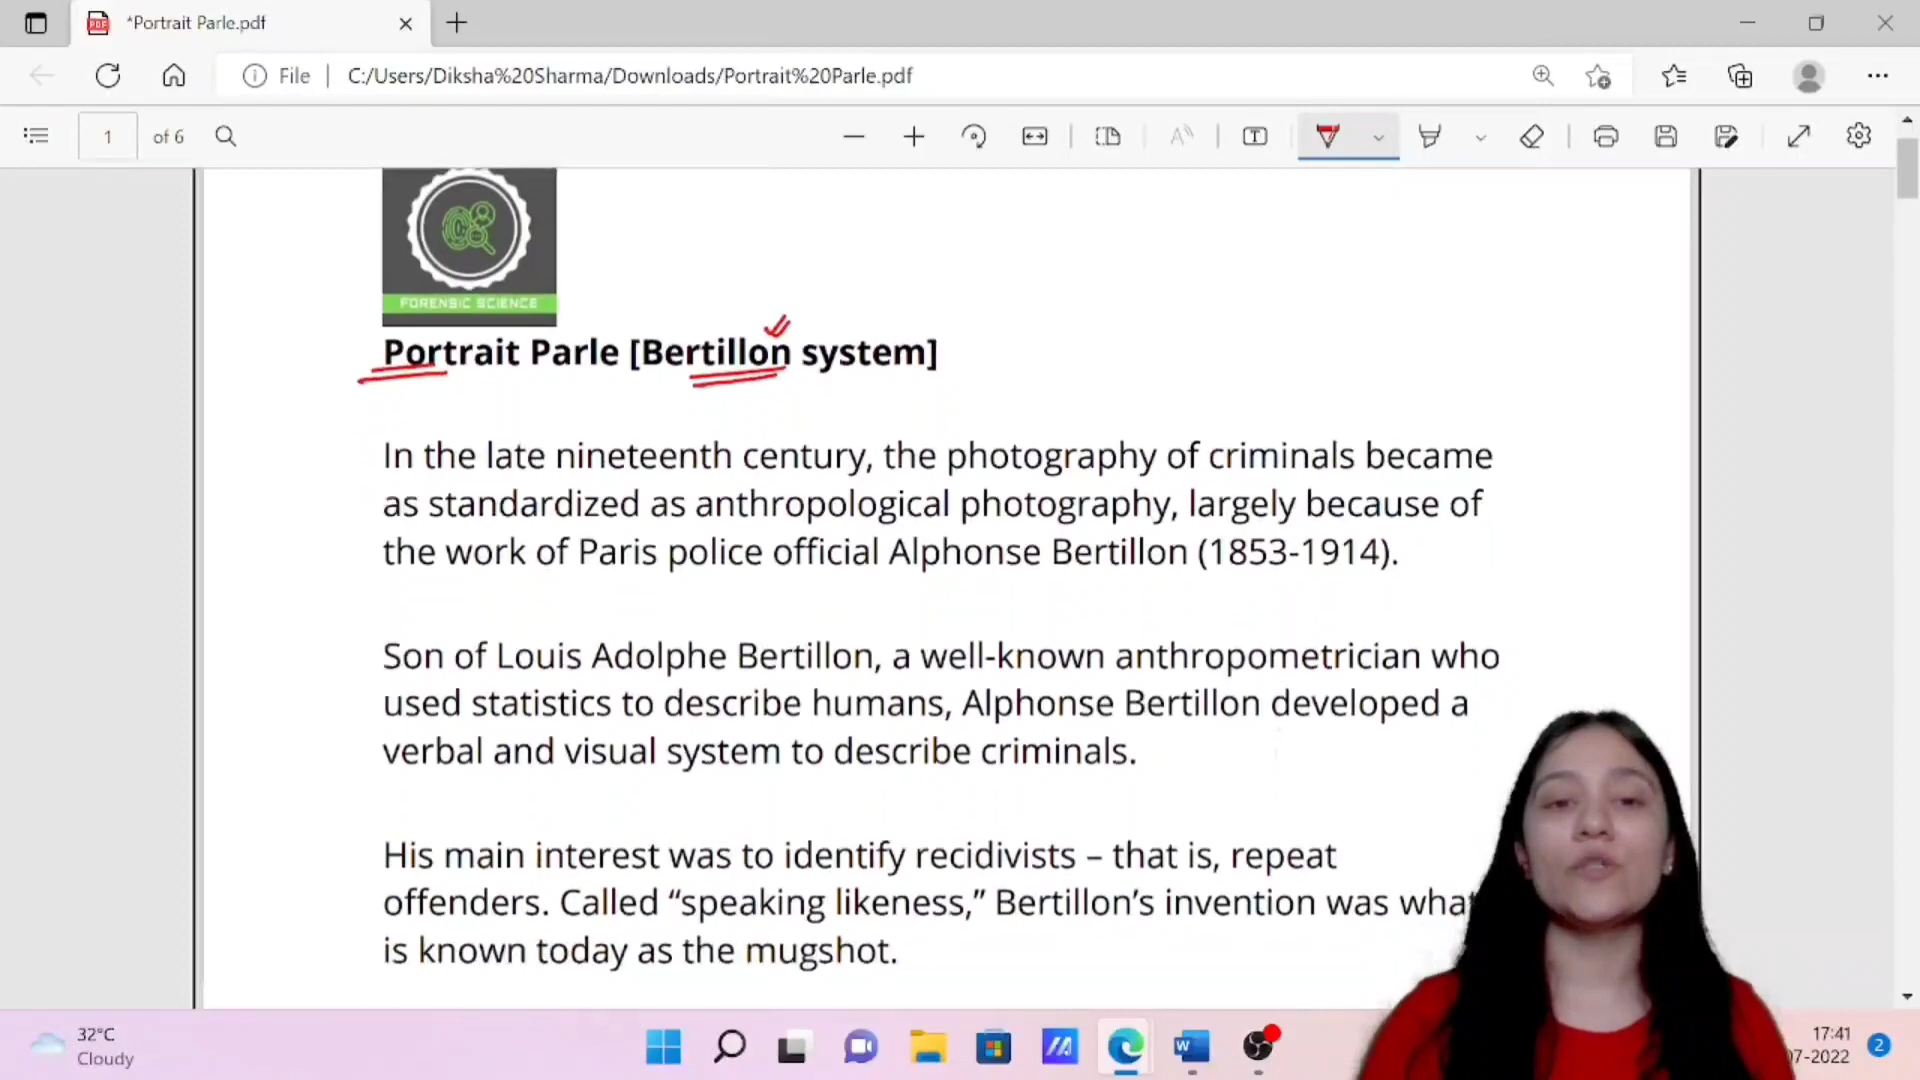 *Portrait Parle.pdf
File | C:/Users/Diksha%20Sharma/Downloads/Portrait%20Parle.pdf
1 of 6
FORENSIC SCIENCE
Portrait Parle [Bertillon system]
In the late nineteenth century, the photography of criminals became
as standardized as anthropological photography, largely because of
the work of Paris police official Alphonse Bertillon (1853-1914).
Son of Louis Adolphe Bertillon, a well-known anthropometrician who
used statistics to describe humans, Alphonse Bertillon developed a
verbal and visual system to describe criminals.
His main interest was to identify recidivists – that is, repeat
offenders. Called “speaking likeness,” Bertillon’s invention was what
is known today as the mugshot.
32°C
Cloudy
17:41
07-2022
2